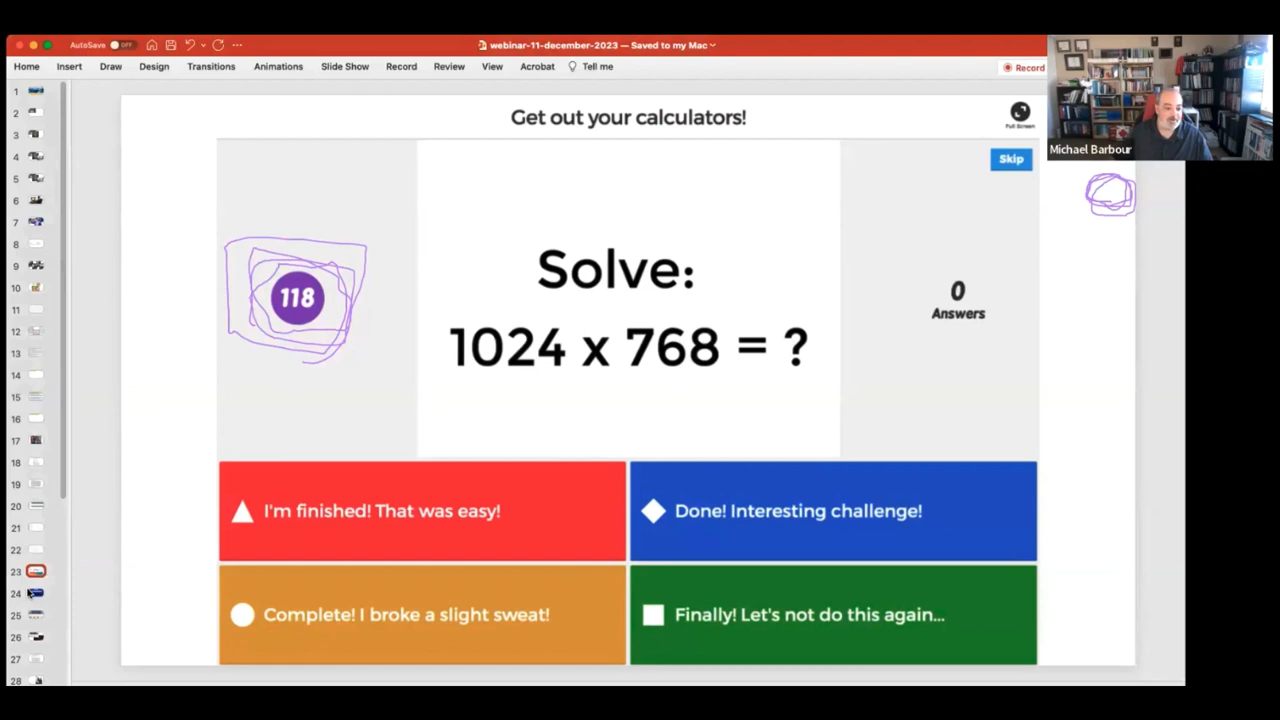 AutoSave OFF
webinar-11-december-2023 — Saved to my Mac
Home Insert Draw Design Transitions Animations Slide Show Record Review View Acrobat Tell me
Record
Michael Barbour
Get out your calculators!
Full Screen
Skip
118
Solve:
1024 x 768 = ?
0
Answers
I'm finished! That was easy!
Done! Interesting challenge!
Complete! I broke a slight sweat!
Finally! Let's not do this again...
1
2
3
4
5
6
7
8
9
10
11
12
13
14
15
16
17
18
19
20
21
22
23
24
25
26
27
28